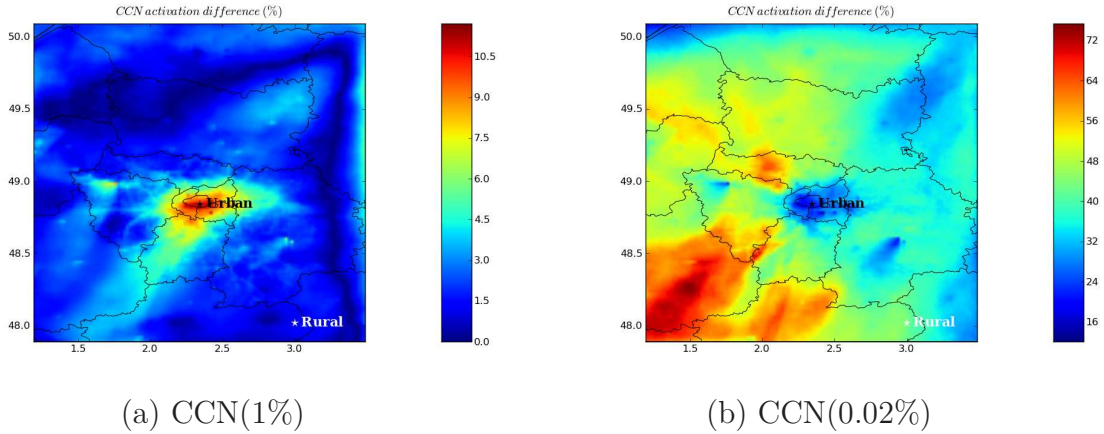 CCN activation difference (%)
50.0
49.5
49.0
48.5
48.0
1.5 2.0 2.5 3.0
Urban
Rural
10.5
9.0
7.5
6.0
4.5
3.0
1.5
0.0
(a) CCN(1%)
CCN activation difference (%)
50.0
49.5
49.0
48.5
48.0
1.5 2.0 2.5 3.0
Urban
Rural
72
64
56
48
40
32
24
16
(b) CCN(0.02%)